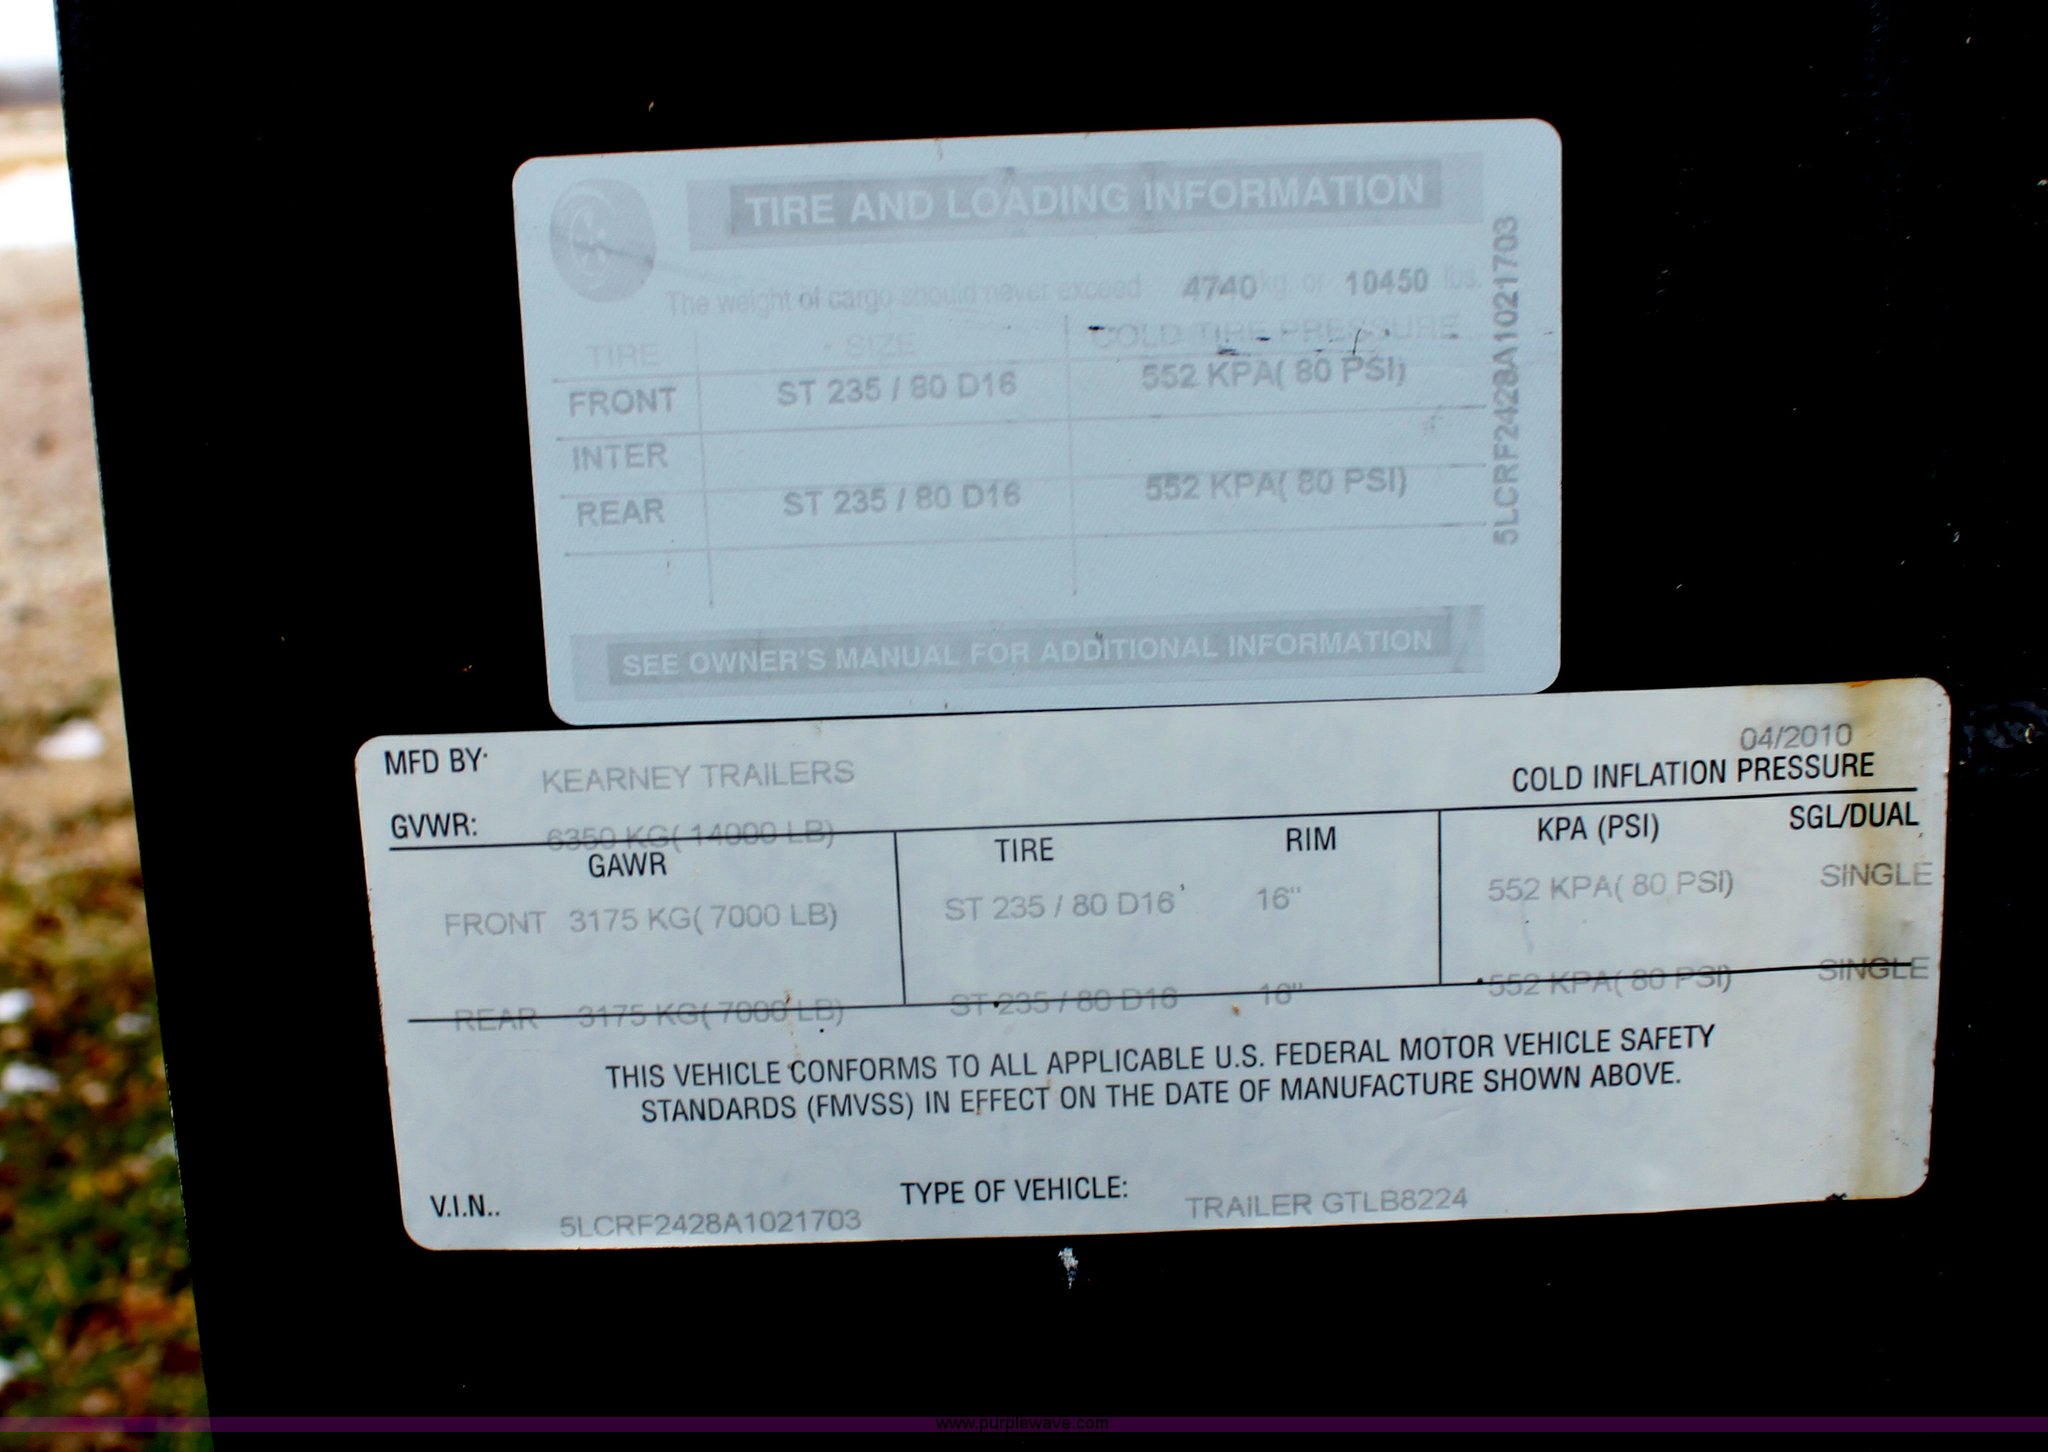 TIRE AND LOADING INFORMATION
The weight of cargo should never exceed 4740 kg. or 10450 lbs.
TIRE SIZE COLD TIRE PRESSURE
FRONT ST 235 / 80 D16 552 KPA( 80 PSI)
INTER
REAR ST 235 / 80 D16 552 KPA( 80 PSI)
SEE OWNER'S MANUAL FOR ADDITIONAL INFORMATION
5LCRF2428A1021703
04/2010
MFD BY: KEARNEY TRAILERS COLD INFLATION PRESSURE
GVWR: 6350 KG( 14000 LB)
GAWR TIRE RIM KPA (PSI) SGL/DUAL
FRONT 3175 KG( 7000 LB) ST 235 / 80 D16 16" 552 KPA( 80 PSI) SINGLE
REAR 3175 KG( 7000 LB) ST 235 / 80 D16 16" 552 KPA( 80 PSI) SINGLE
THIS VEHICLE CONFORMS TO ALL APPLICABLE U.S. FEDERAL MOTOR VEHICLE SAFETY
STANDARDS (FMVSS) IN EFFECT ON THE DATE OF MANUFACTURE SHOWN ABOVE.
V.I.N.. 5LCRF2428A1021703 TYPE OF VEHICLE: TRAILER GTLB8224
www.purplewave.com